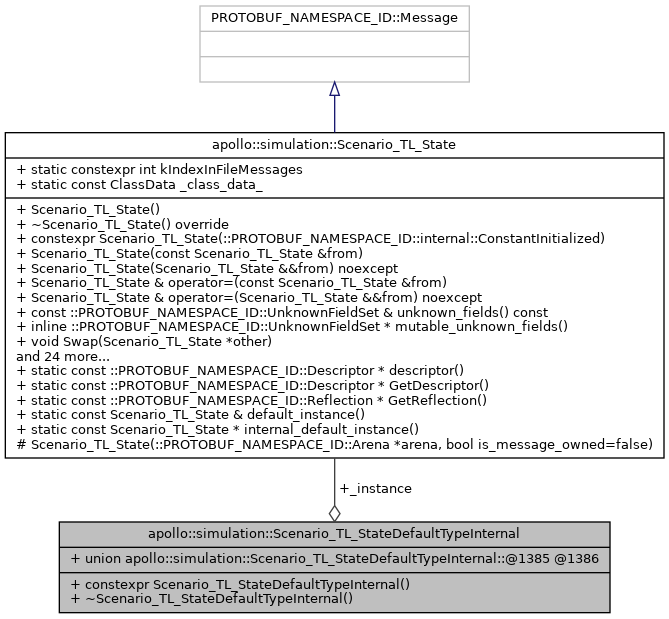 PROTOBUF_NAMESPACE_ID::Message
apollo::simulation::Scenario_TL_State
+ static constexpr int kIndexInFileMessages
+ static const ClassData _class_data_
+ Scenario_TL_State()
+ ~Scenario_TL_State() override
+ constexpr Scenario_TL_State(::PROTOBUF_NAMESPACE_ID::internal::ConstantInitialized)
+ Scenario_TL_State(const Scenario_TL_State &from)
+ Scenario_TL_State(Scenario_TL_State &&from) noexcept
+ Scenario_TL_State & operator=(const Scenario_TL_State &from)
+ Scenario_TL_State & operator=(Scenario_TL_State &&from) noexcept
+ const ::PROTOBUF_NAMESPACE_ID::UnknownFieldSet & unknown_fields() const
+ inline ::PROTOBUF_NAMESPACE_ID::UnknownFieldSet * mutable_unknown_fields()
+ void Swap(Scenario_TL_State *other)
and 24 more...
+ static const ::PROTOBUF_NAMESPACE_ID::Descriptor * descriptor()
+ static const ::PROTOBUF_NAMESPACE_ID::Descriptor * GetDescriptor()
+ static const ::PROTOBUF_NAMESPACE_ID::Reflection * GetReflection()
+ static const Scenario_TL_State & default_instance()
+ static const Scenario_TL_State * internal_default_instance()
# Scenario_TL_State(::PROTOBUF_NAMESPACE_ID::Arena *arena, bool is_message_owned=false)
+_instance
apollo::simulation::Scenario_TL_StateDefaultTypeInternal
+ union apollo::simulation::Scenario_TL_StateDefaultTypeInternal::@1385 @1386
+ constexpr Scenario_TL_StateDefaultTypeInternal()
+ ~Scenario_TL_StateDefaultTypeInternal()